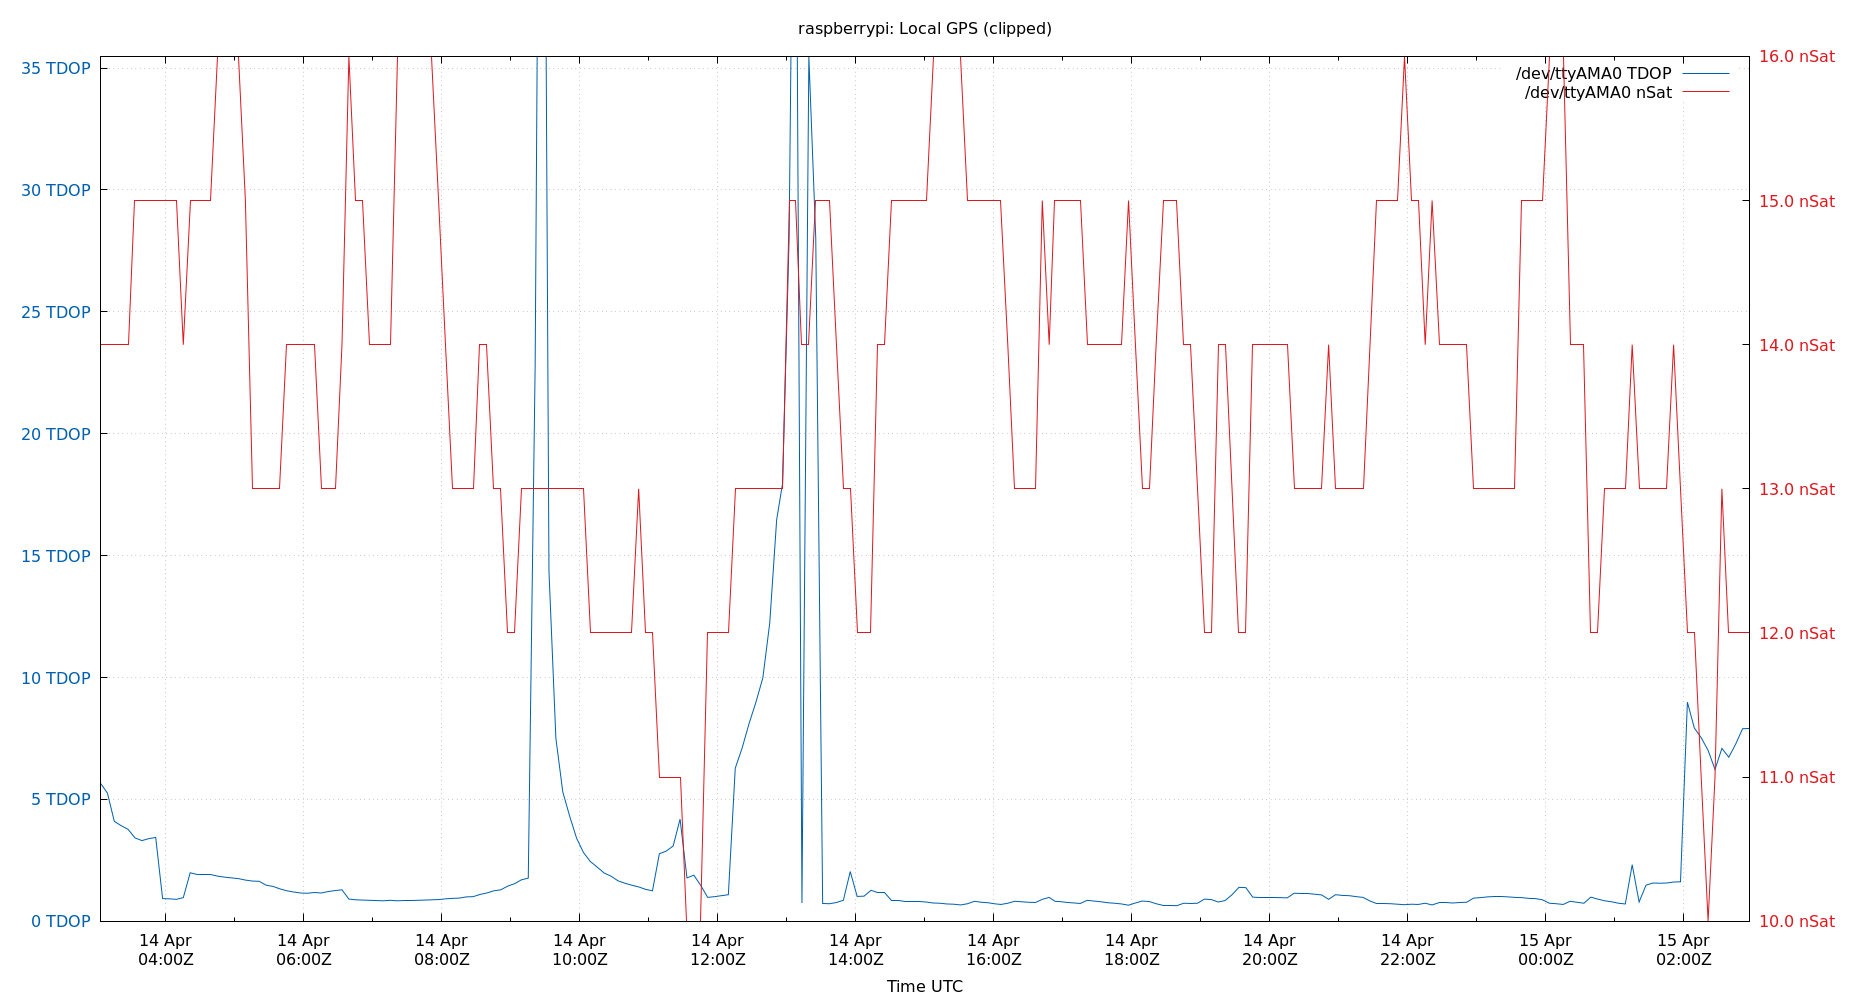 raspberrypi: Local GPS (clipped)
35 TDOP
30 TDOP
25 TDOP
20 TDOP
15 TDOP
10 TDOP
5 TDOP
0 TDOP
/dev/ttyAMA0 TDOP
/dev/ttyAMA0 nSat
16.0 nSat
15.0 nSat
14.0 nSat
13.0 nSat
12.0 nSat
11.0 nSat
10.0 nSat
14 Apr 14 Apr 14 Apr 14 Apr 14 Apr 14 Apr 14 Apr 14 Apr 14 Apr 14 Apr 15 Apr 15 Apr
04:00Z 06:00Z 08:00Z 10:00Z 12:00Z 14:00Z 16:00Z 18:00Z 20:00Z 22:00Z 00:00Z 02:00Z
Time UTC